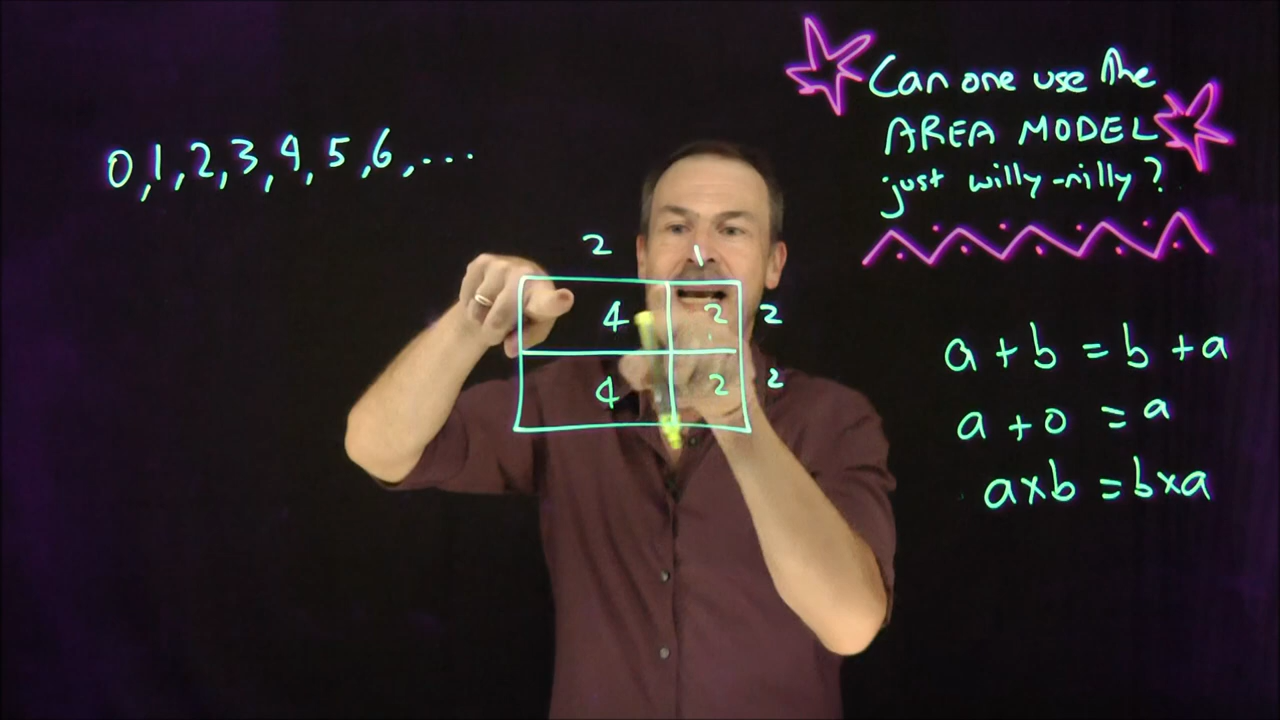 Can one use the
AREA MODEL
just willy-nilly?
0, 1, 2, 3, 4, 5, 6, ...
2 1
4 2 2
4 2 2
a + b = b + a
a + 0 = a
a x b = b x a